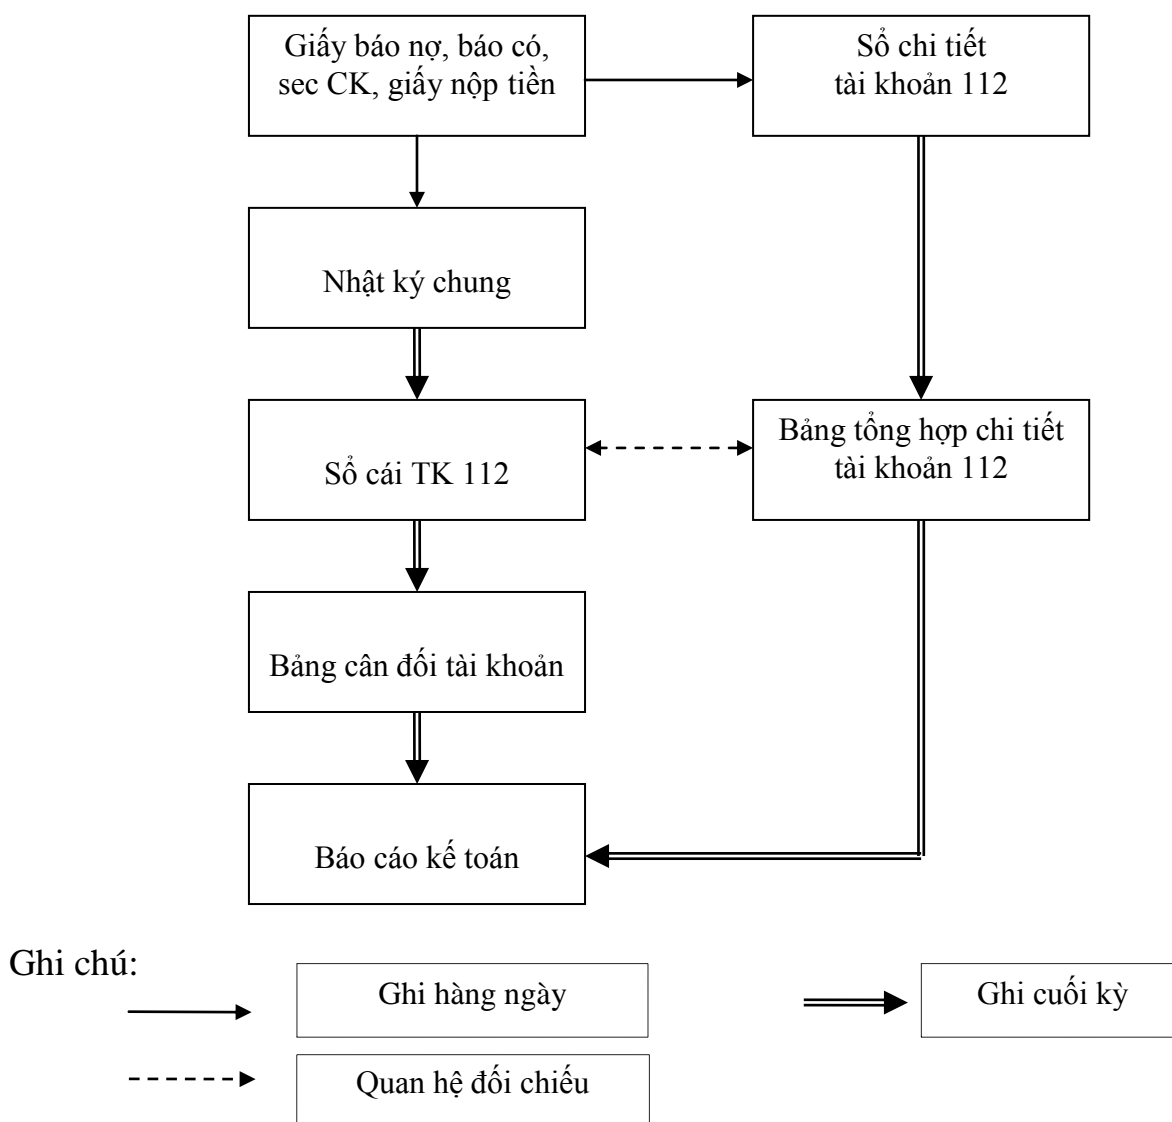 Giấy báo nợ, báo có,
sec CK, giấy nộp tiền
Sổ chi tiết
tài khoản 112
Nhật ký chung
Sổ cái TK 112
Bảng tổng hợp chi tiết
tài khoản 112
Bảng cân đối tài khoản
Báo cáo kế toán
Ghi chú:
Ghi hàng ngày
Ghi cuối kỳ
Quan hệ đối chiếu